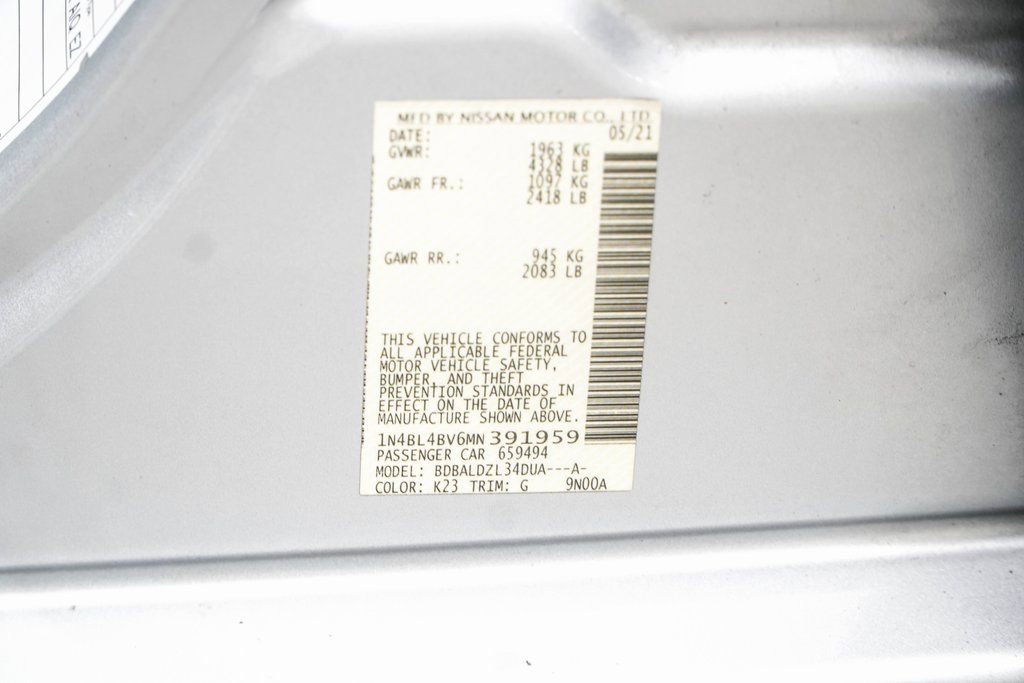 MFD BY NISSAN MOTOR CO., LTD
DATE: 05/21
GVWR: 1963 KG
4328 LB
GAWR FR.: 1097 KG
2418 LB
GAWR RR.: 945 KG
2083 LB
THIS VEHICLE CONFORMS TO
ALL APPLICABLE FEDERAL
MOTOR VEHICLE SAFETY,
BUMPER, AND THEFT
PREVENTION STANDARDS IN
EFFECT ON THE DATE OF
MANUFACTURE SHOWN ABOVE.
1N4BL4BV6MN391959
PASSENGER CAR 659494
MODEL: BDBALDZL34DUA---A-
COLOR: K23 TRIM: G 9N00A